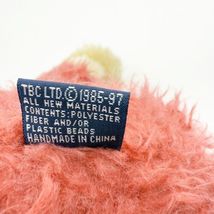 TBC LTD.©1985-97
ALL NEW MATERIALS
CONTENTS:POLYESTER
FIBER AND/OR
PLASTIC BEADS
HANDMADE IN CHINA